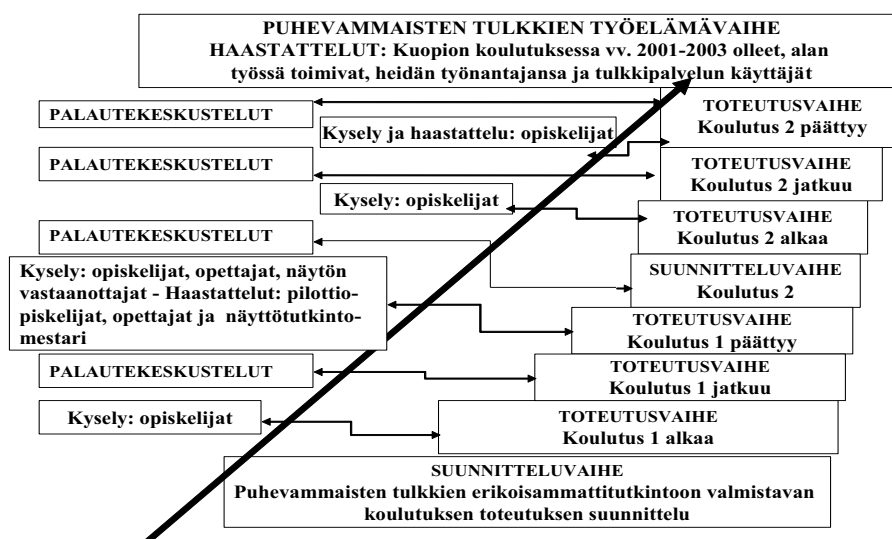 PUHEVAMMAISTEN TULKKIEN TYÖELÄMÄVAIHE
HAASTATTELUT: Kuopion koulutuksessa vv. 2001-2003 olleet, alan
työssä toimivat, heidän työnantajansa ja tulkkipalvelun käyttäjät
PALAUTEKESKUSTELUT
TOTEUTUSVAIHE
Koulutus 2 päättyy
Kysely ja haastattelu: opiskelijat
PALAUTEKESKUSTELUT
TOTEUTUSVAIHE
Koulutus 2 jatkuu
Kysely: opiskelijat
TOTEUTUSVAIHE
Koulutus 2 alkaa
PALAUTEKESKUSTELUT
SUUNNITTELUVAIHE
Koulutus 2
Kysely: opiskelijat, opettajat, näytön
vastaanottajat - Haastattelut: pilottio-
piskelijat, opettajat ja näyttötutkinto-
mestari
TOTEUTUSVAIHE
Koulutus 1 päättyy
PALAUTEKESKUSTELUT
TOTEUTUSVAIHE
Koulutus 1 jatkuu
Kysely: opiskelijat
TOTEUTUSVAIHE
Koulutus 1 alkaa
SUUNNITTELUVAIHE
Puhevammaisten tulkkien erikoisammattitutkintoon valmistavan
koulutuksen toteutuksen suunnittelu